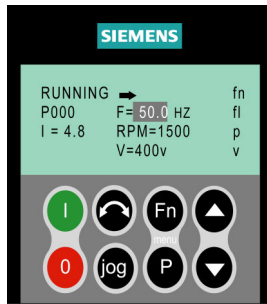 SIEMENS
RUNNING fn
P000 F= 50.0 HZ fl
I = 4.8 RPM=1500 p
V=400v v
I Fn
menu
0 jog P